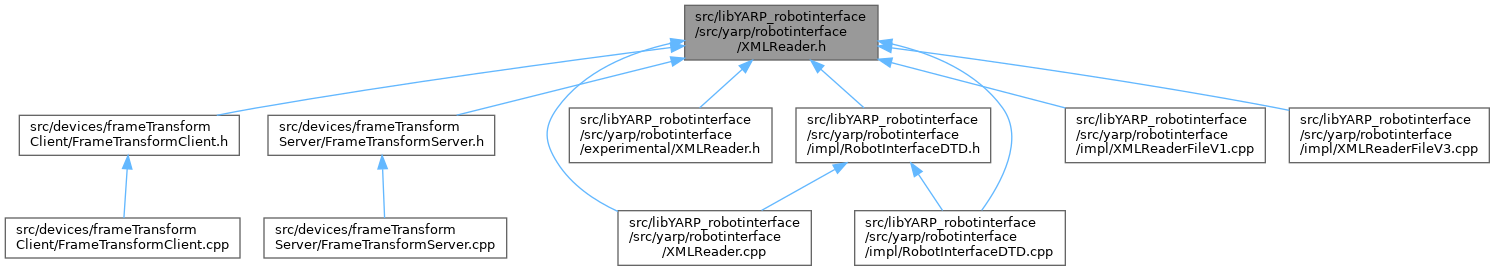 src/libYARP_robotinterface
/src/yarp/robotinterface
/XMLReader.h
src/devices/frameTransform
Client/FrameTransformClient.h
src/devices/frameTransform
Server/FrameTransformServer.h
src/libYARP_robotinterface
/src/yarp/robotinterface
/experimental/XMLReader.h
src/libYARP_robotinterface
/src/yarp/robotinterface
/impl/RobotInterfaceDTD.h
src/libYARP_robotinterface
/src/yarp/robotinterface
/impl/XMLReaderFileV1.cpp
src/libYARP_robotinterface
/src/yarp/robotinterface
/impl/XMLReaderFileV3.cpp
src/devices/frameTransform
Client/FrameTransformClient.cpp
src/devices/frameTransform
Server/FrameTransformServer.cpp
src/libYARP_robotinterface
/src/yarp/robotinterface
/XMLReader.cpp
src/libYARP_robotinterface
/src/yarp/robotinterface
/impl/RobotInterfaceDTD.cpp